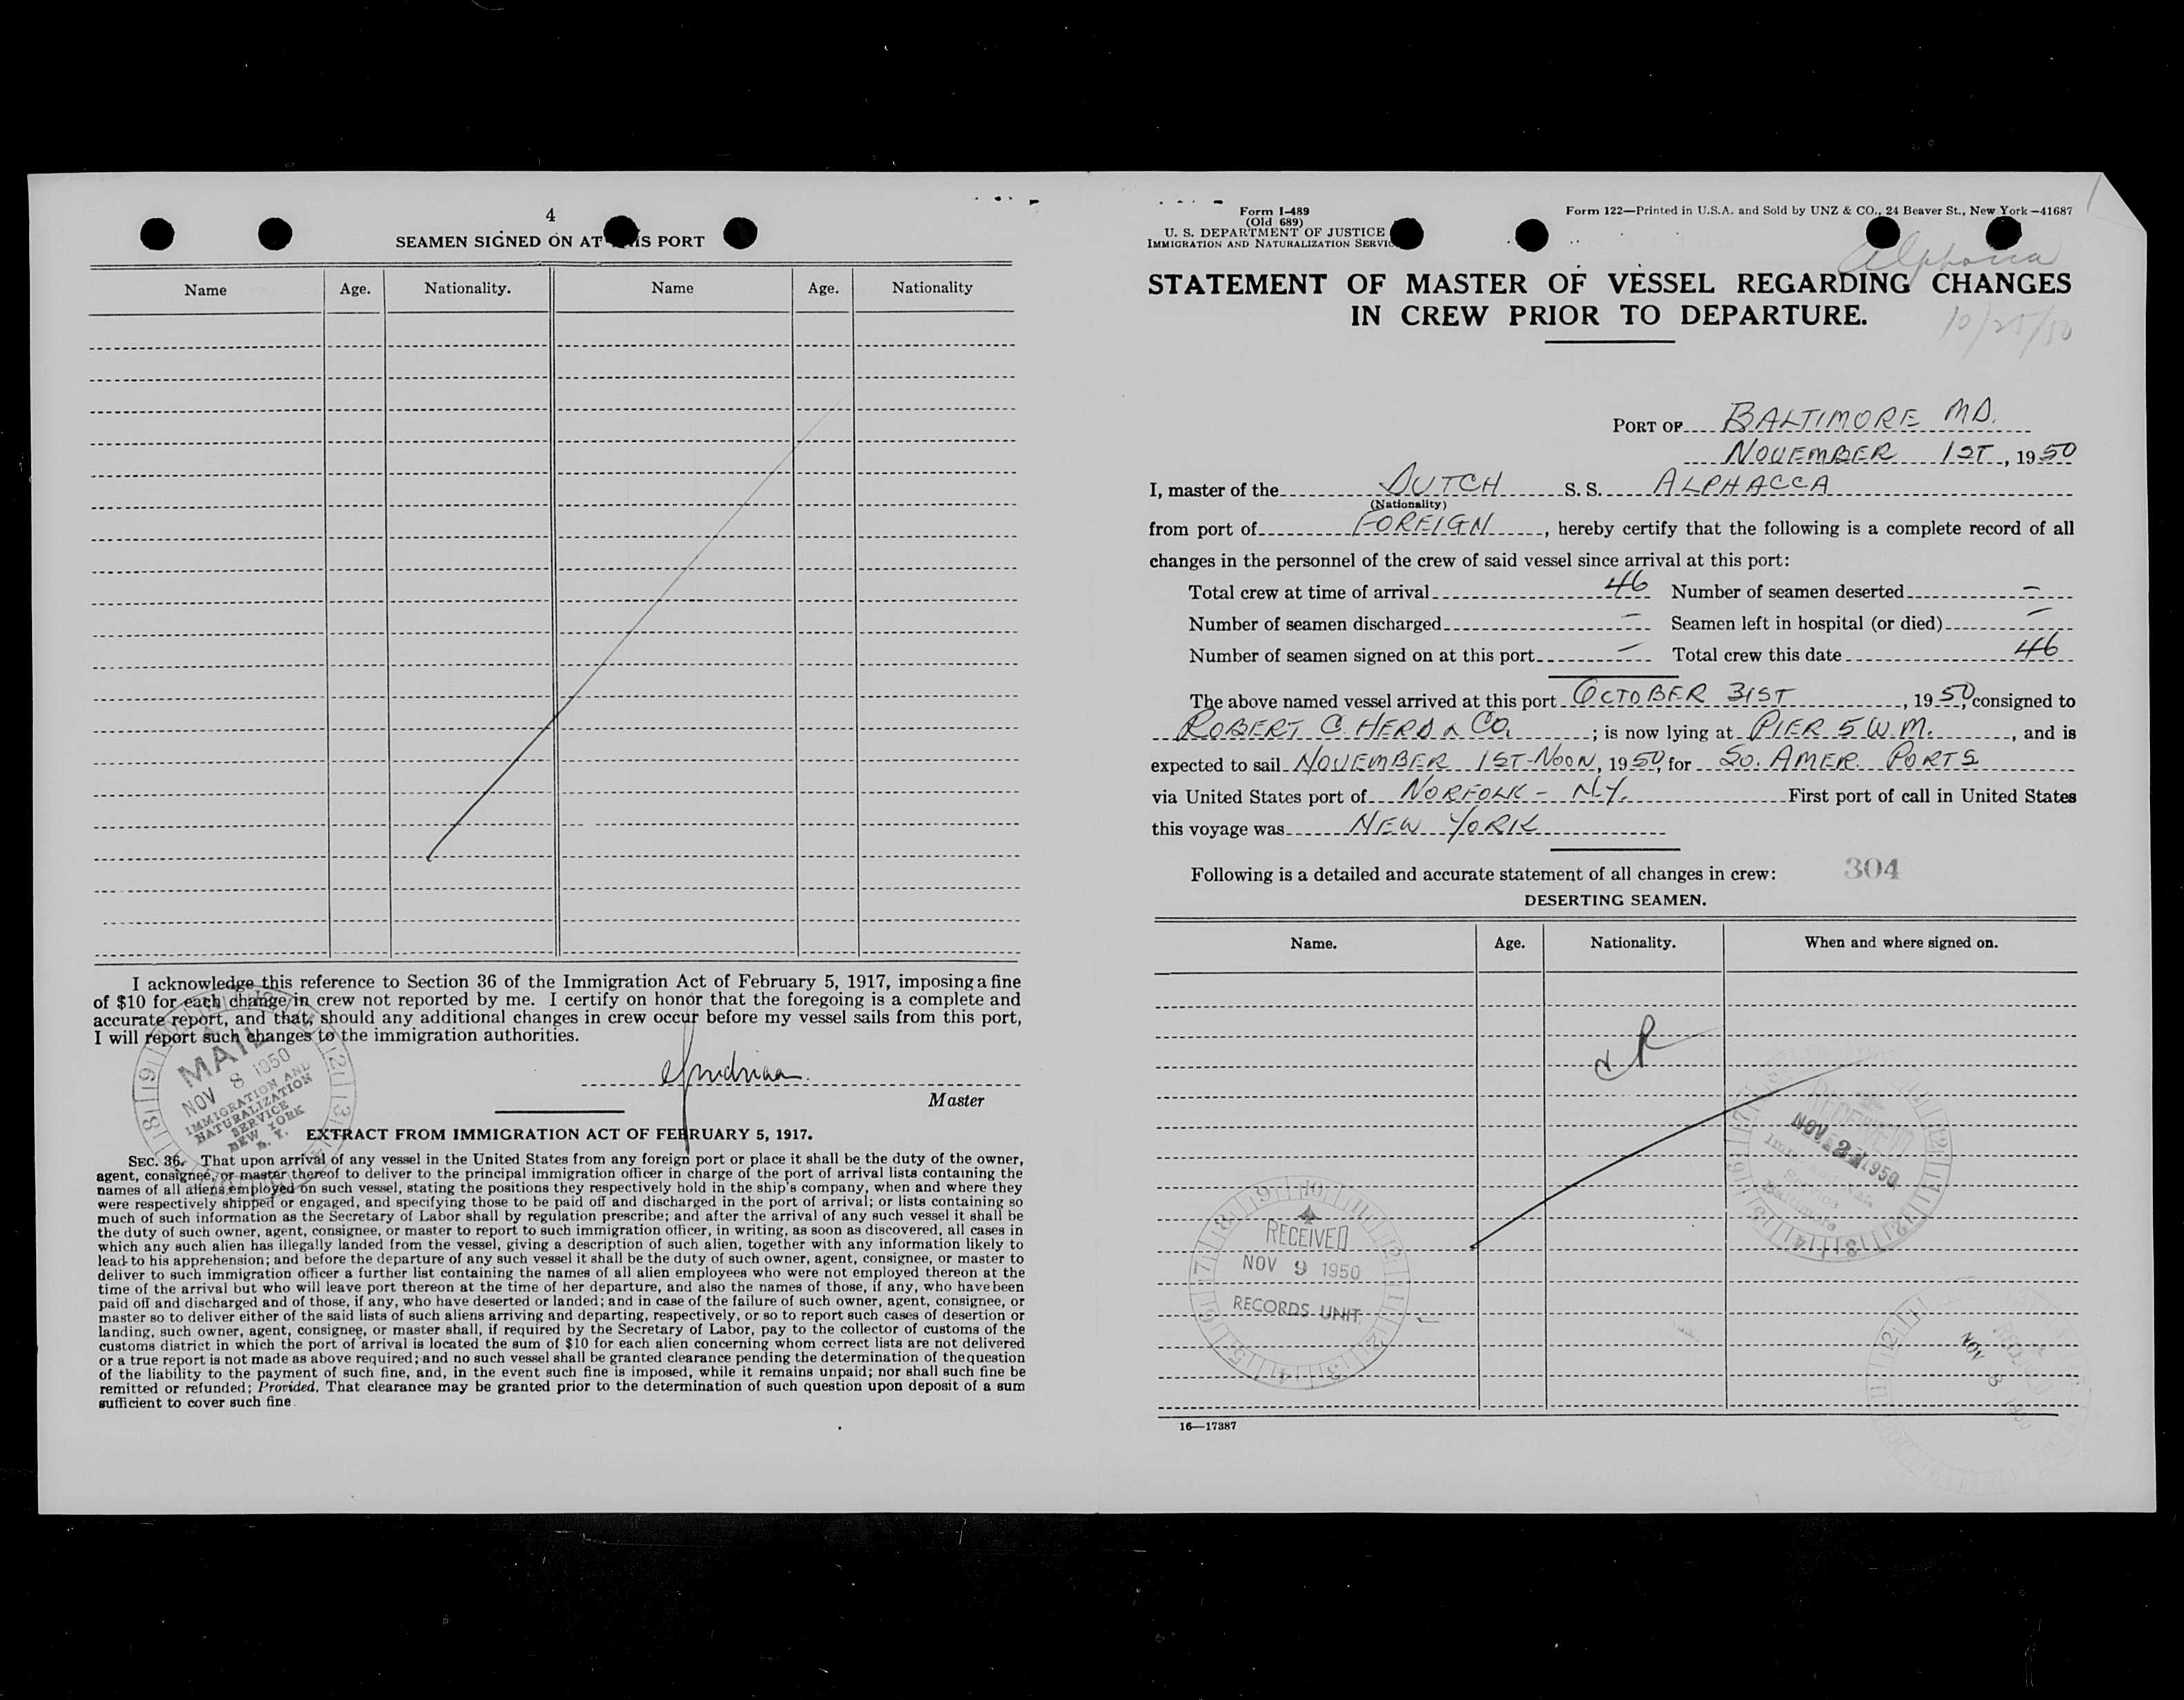 4
SEAMEN SIGNED ON AT THIS PORT
Name Age. Nationality. Name Age. Nationality
I acknowledge this reference to Section 36 of the Immigration Act of February 5, 1917, imposing a fine
of $10 for each change in crew not reported by me. I certify on honor that the foregoing is a complete and
accurate report, and that, should any additional changes in crew occur before my vessel sails from this port,
I will report such changes to the immigration authorities.
MAIL
NOV 8 1950
IMMIGRATION AND
NATURALIZATION
SERVICE
NEW YORK
N. Y.
Master
EXTRACT FROM IMMIGRATION ACT OF FEBRUARY 5, 1917.
SEC. 36. That upon arrival of any vessel in the United States from any foreign port or place it shall be the duty of the owner,
agent, consignee, or master thereof to deliver to the principal immigration officer in charge of the port of arrival lists containing the
names of all aliens employed on such vessel, stating the positions they respectively hold in the ship's company, when and where they
were respectively shipped or engaged, and specifying those to be paid off and discharged in the port of arrival; or lists containing so
much of such information as the Secretary of Labor shall by regulation prescribe; and after the arrival of any such vessel it shall be
the duty of such owner, agent, consignee, or master to report to such immigration officer, in writing, as soon as discovered, all cases in
which any such alien has illegally landed from the vessel, giving a description of such alien, together with any information likely to
lead to his apprehension; and before the departure of any such vessel it shall be the duty of such owner, agent, consignee, or master to
deliver to such immigration officer a further list containing the names of all alien employees who were not employed thereon at the
time of the arrival but who will leave port thereon at the time of her departure, and also the names of those, if any, who have been
paid off and discharged and of those, if any, who have deserted or landed; and in case of the failure of such owner, agent, consignee, or
master so to deliver either of the said lists of such aliens arriving and departing, respectively, or so to report such cases of desertion or
landing, such owner, agent, consignee, or master shall, if required by the Secretary of Labor, pay to the collector of customs of the
customs district in which the port of arrival is located the sum of $10 for each alien concerning whom correct lists are not delivered
or a true report is not made as above required; and no such vessel shall be granted clearance pending the determination of the question
of the liability to the payment of such fine, and, in the event such fine is imposed, while it remains unpaid; nor shall such fine be
remitted or refunded; Provided, That clearance may be granted prior to the determination of such question upon deposit of a sum
sufficient to cover such fine.
Form I-489
(Old 689)
U. S. DEPARTMENT OF JUSTICE
IMMIGRATION AND NATURALIZATION SERVICE
Form 122—Printed in U.S.A. and Sold by UNZ & CO., 24 Beaver St., New York—41687
STATEMENT OF MASTER OF VESSEL REGARDING CHANGES
IN CREW PRIOR TO DEPARTURE.
10/25/50
PORT OF BALTIMORE MD.
NOVEMBER 1ST, 1950
I, master of the DUTCH S. S. ALPHACCA
(Nationality)
from port of FOREIGN, hereby certify that the following is a complete record of all
changes in the personnel of the crew of said vessel since arrival at this port:
Total crew at time of arrival 46 Number of seamen deserted —
Number of seamen discharged — Seamen left in hospital (or died) —
Number of seamen signed on at this port — Total crew this date 46
The above named vessel arrived at this port OCTOBER 31ST, 1950, consigned to
ROBERT C. HERD & CO.; is now lying at PIER 5 W.M., and is
expected to sail NOVEMBER 1ST-NOON, 1950, for SO. AMER. PORTS
via United States port of NORFOLK - N.Y. First port of call in United States
this voyage was NEW YORK
Following is a detailed and accurate statement of all changes in crew: 304
DESERTING SEAMEN.
Name. Age. Nationality. When and where signed on.
RECEIVED
NOV 2 1950
Service
Baltimore
RECEIVED
NOV 9 1950
RECORDS UNIT
NOV 8 1950
16—17387